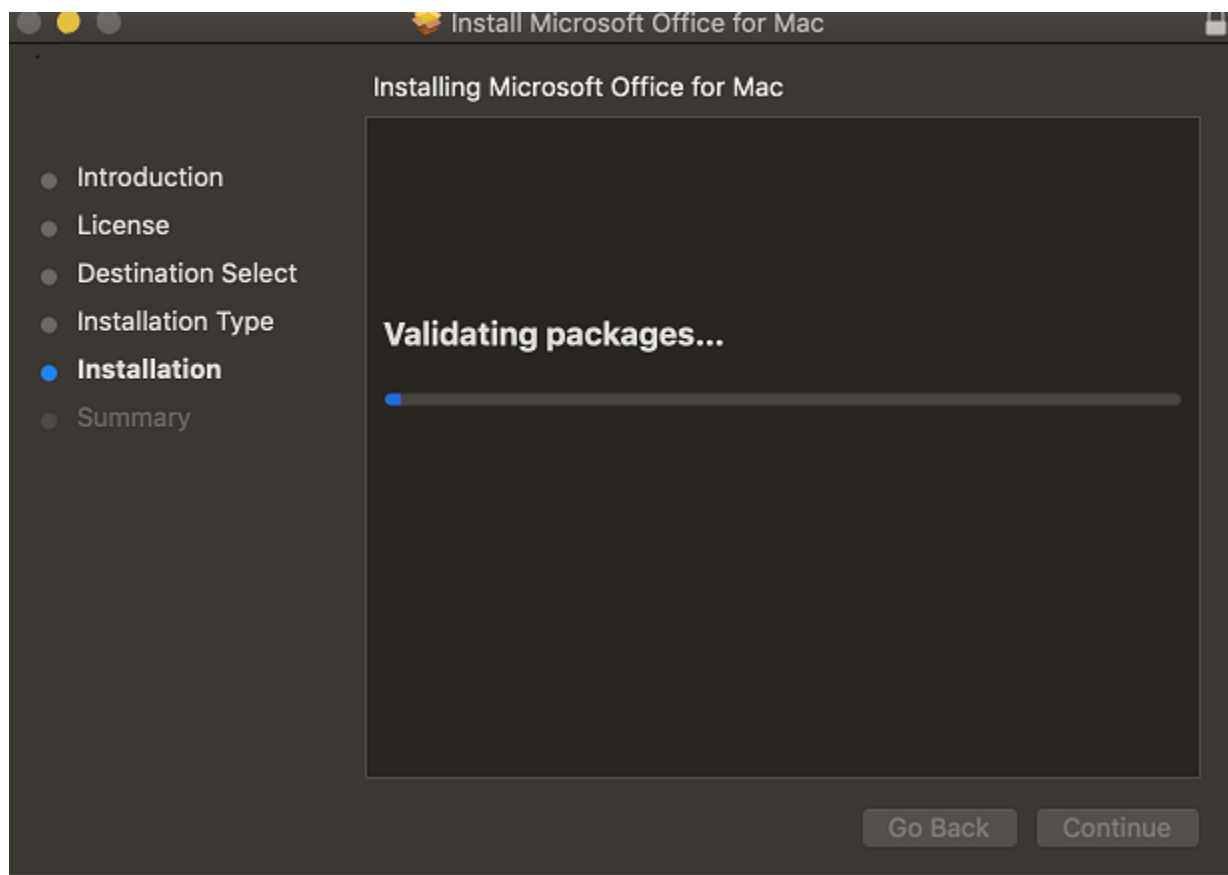 Install Microsoft Office for Mac
Installing Microsoft Office for Mac
Introduction
License
Destination Select
Installation Type
Installation
Summary
Validating packages...
Go Back
Continue